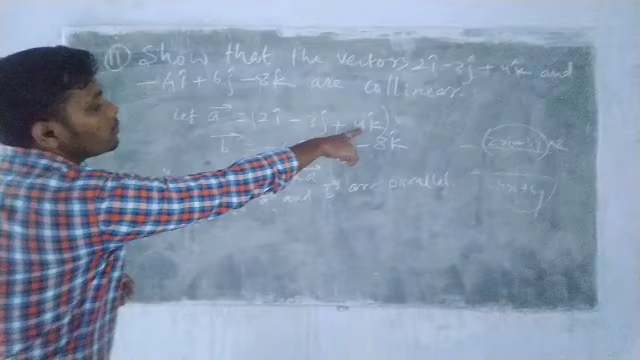 11 Show that the vectors 2î - 3ĵ + 4k̂ and
- 4î + 6ĵ - 8k̂ are collinear.
Let a⃗ = (2î - 3ĵ + 4k̂)
b⃗ = - 8k̂
a⃗
a⃗ and b⃗ are parallel